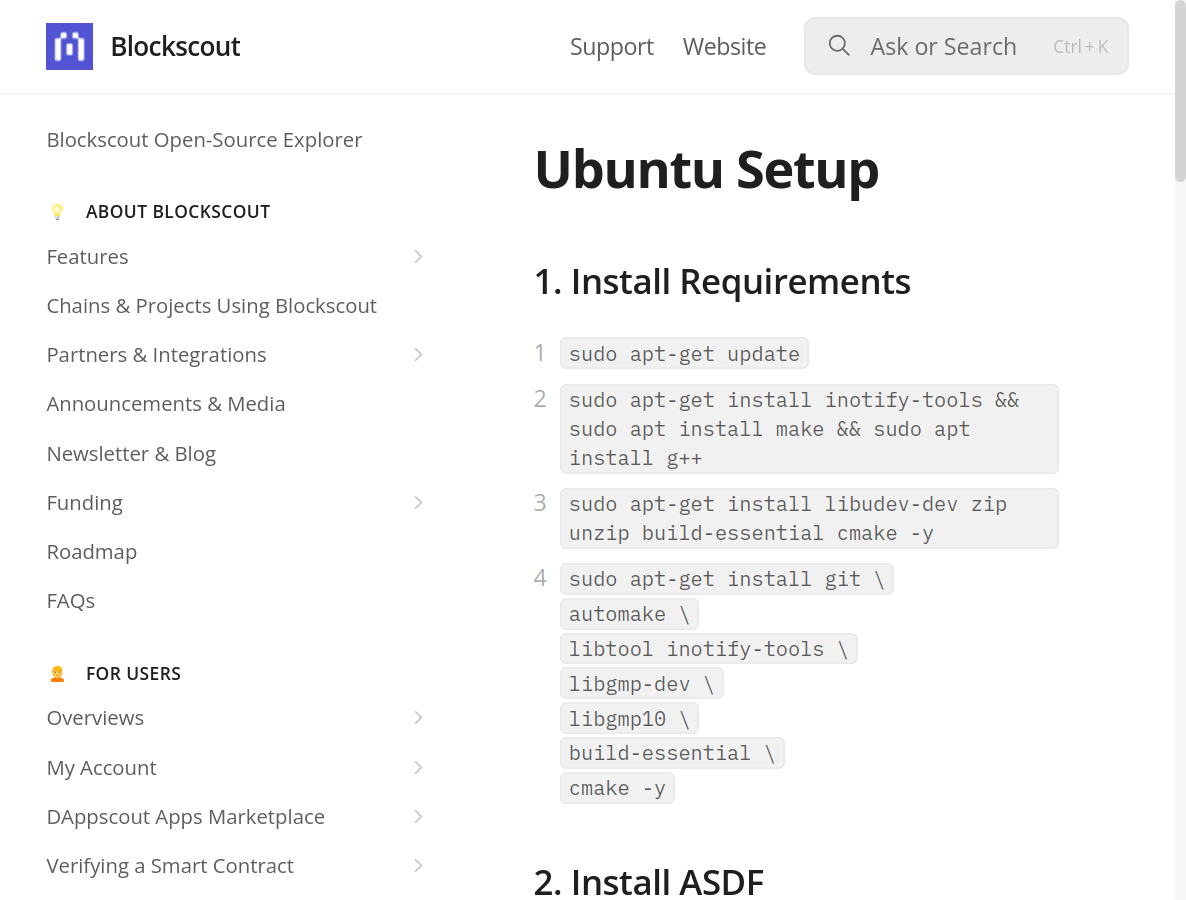 Blockscout
Support
Website
Ask or Search
Ctrl + K
Blockscout Open-Source Explorer
💡 ABOUT BLOCKSCOUT
Features
Chains & Projects Using Blockscout
Partners & Integrations
Announcements & Media
Newsletter & Blog
Funding
Roadmap
FAQs
FOR USERS
Overviews
My Account
DAppscout Apps Marketplace
Verifying a Smart Contract
Ubuntu Setup
1. Install Requirements
1 sudo apt-get update
2 sudo apt-get install inotify-tools &&
sudo apt install make && sudo apt
install g++
3 sudo apt-get install libudev-dev zip
unzip build-essential cmake -y
4 sudo apt-get install git \
automake \
libtool inotify-tools \
libgmp-dev \
libgmp10 \
build-essential \
cmake -y
2. Install ASDF